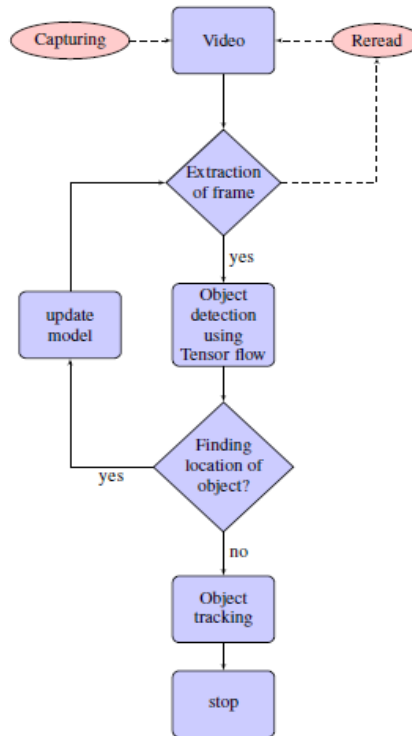 Capturing
Video
Reread
Extraction
of frame
yes
Object
detection
using
Tensor flow
update
model
Finding
location of
object?
yes
no
Object
tracking
stop